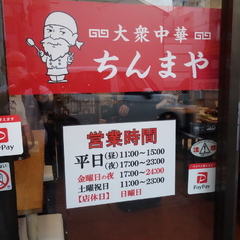 大衆中華
ちんまや
営業時間
平日(昼)11:00~15:00
(夜)17:00~23:00
金曜日の夜 17:00~24:00
土曜祝日 11:00~23:00
【店休日】 日曜日
PayPay
PayPay